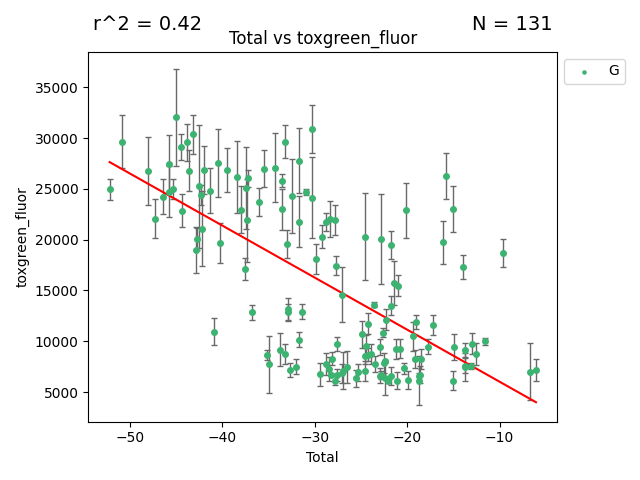 r^2 = 0.42
N = 131
Total vs toxgreen_fluor
G
35000
30000
25000
20000
15000
10000
5000
toxgreen_fluor
−50
−40
−30
−20
−10
Total